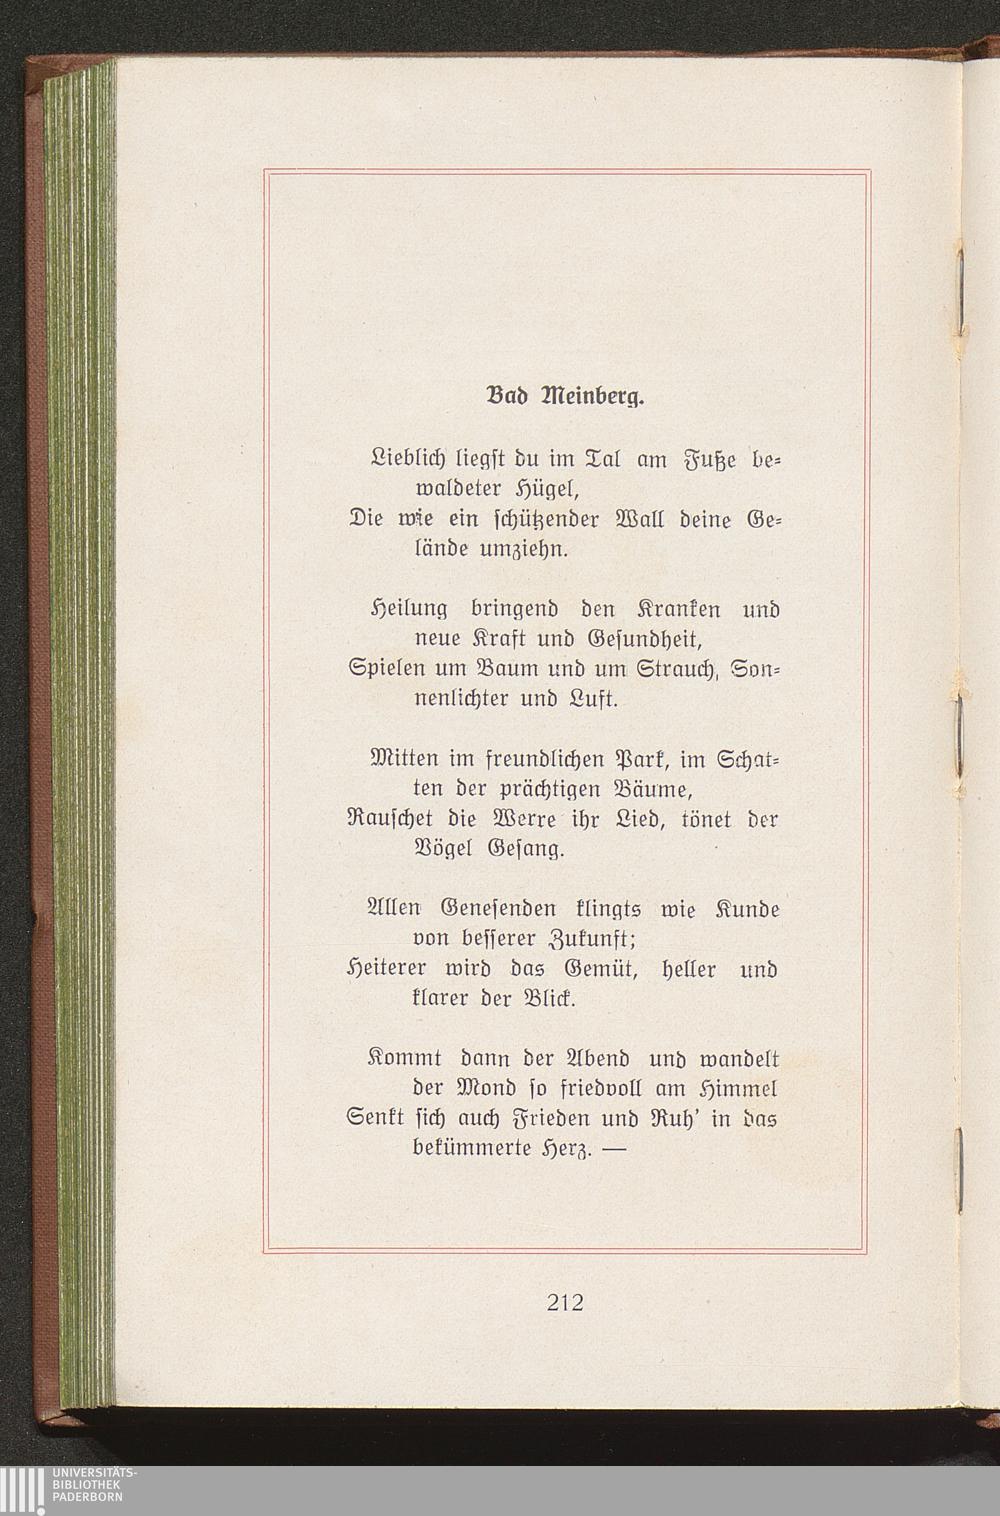 Bad Meinberg.
Lieblich liegst du im Tal am Fuße be-
waldeter Hügel,
Die wie ein schützender Wall deine Ge-
lände umziehn.
Heilung bringend den Kranken und
neue Kraft und Gesundheit,
Spielen um Baum und um Strauch, Son-
nenlichter und Luft.
Mitten im freundlichen Park, im Schat-
ten der prächtigen Bäume,
Rauschet die Werre ihr Lied, tönet der
Vögel Gesang.
Allen Genesenden klingts wie Kunde
von besserer Zukunft;
Heiterer wird das Gemüt, heller und
klarer der Blick.
Kommt dann der Abend und wandelt
der Mond so friedvoll am Himmel
Senkt sich auch Frieden und Ruh' in das
bekümmerte Herz. —
212
UNIVERSITÄTS-
BIBLIOTHEK
PADERBORN